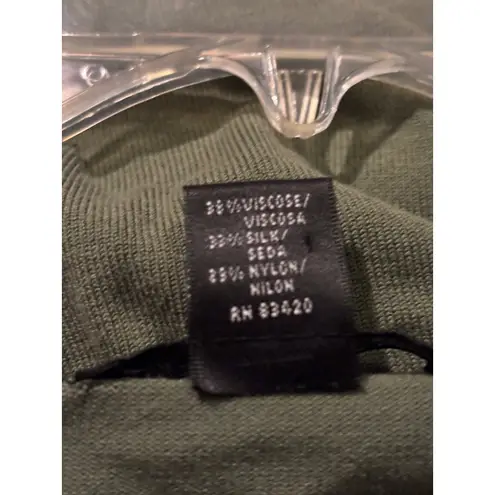 38% VISCOSE/
VISCOSA
33% SILK/
SEDA
29% NYLON/
NILON
RN 83420